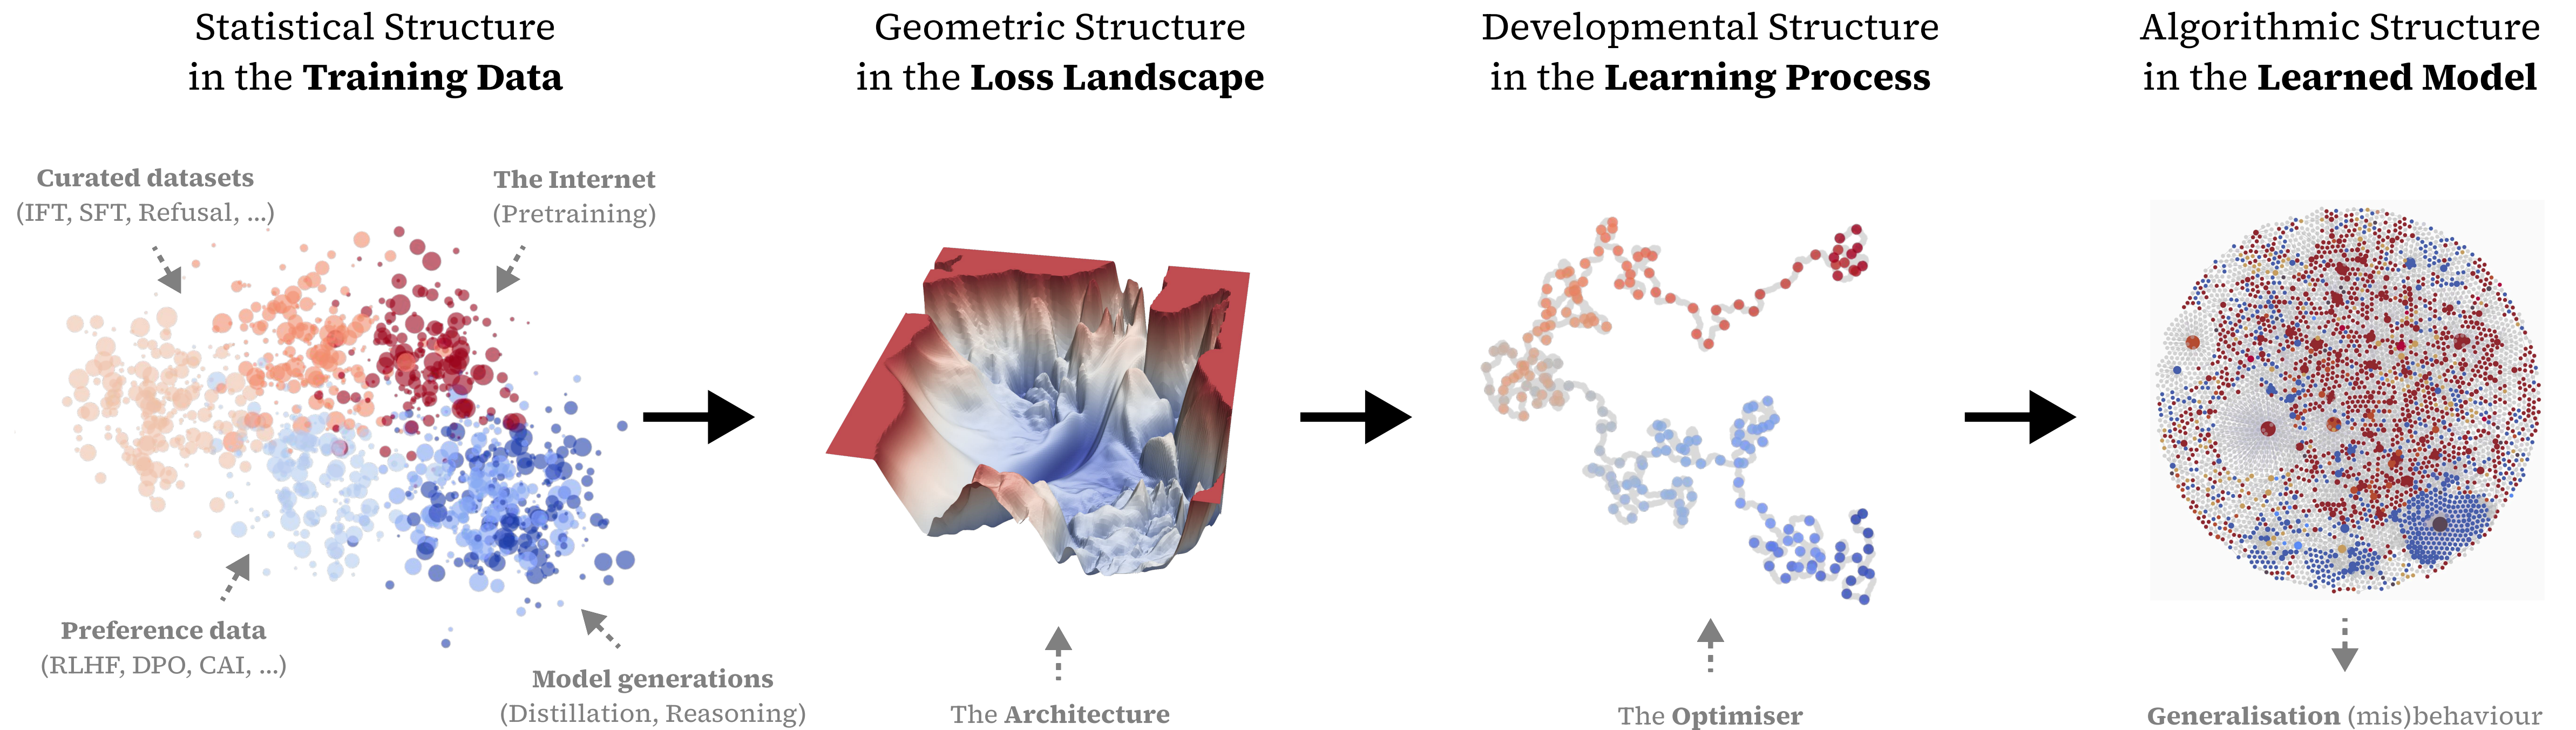 Statistical Structure
in the Training Data
Curated datasets
(IFT, SFT, Refusal, ...)
The Internet
(Pretraining)
Preference data
(RLHF, DPO, CAI, ...)
Model generations
(Distillation, Reasoning)
Geometric Structure
in the Loss Landscape
The Architecture
Developmental Structure
in the Learning Process
The Optimiser
Algorithmic Structure
in the Learned Model
Generalisation (mis)behaviour